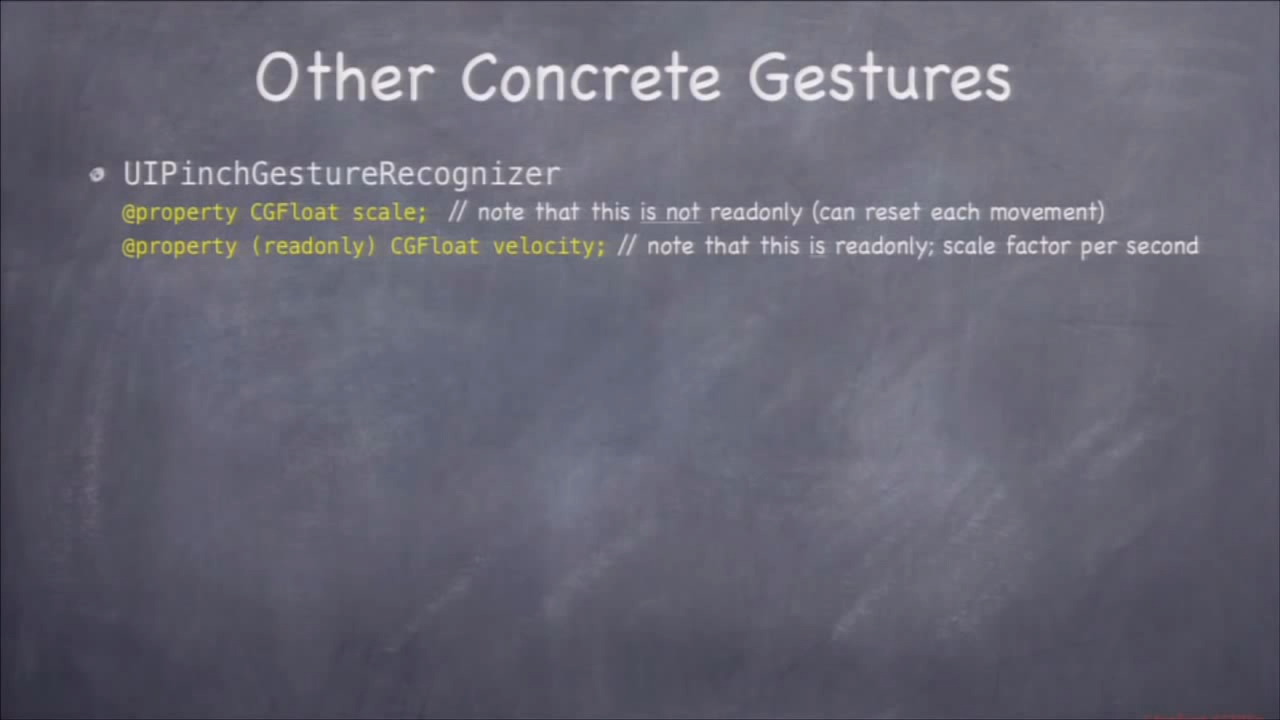 Other Concrete Gestures
UIPinchGestureRecognizer
@property CGFloat scale; // note that this is not readonly (can reset each movement)
@property (readonly) CGFloat velocity; // note that this is readonly; scale factor per second